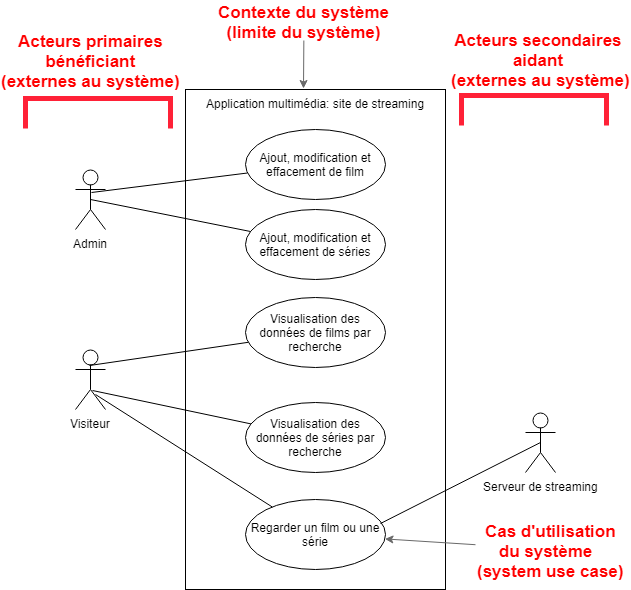 Contexte du système
(limite du système)
Acteurs primaires
bénéficiant
(externes au système)
Acteurs secondaires
aidant
(externes au système)
Application multimédia: site de streaming
Ajout, modification et
effacement de film
Admin
Ajout, modification et
effacement de séries
Visualisation des
données de films par
recherche
Visiteur
Visualisation des
données de séries par
recherche
Serveur de streaming
Regarder un film ou une
série
Cas d'utilisation
du système
(system use case)